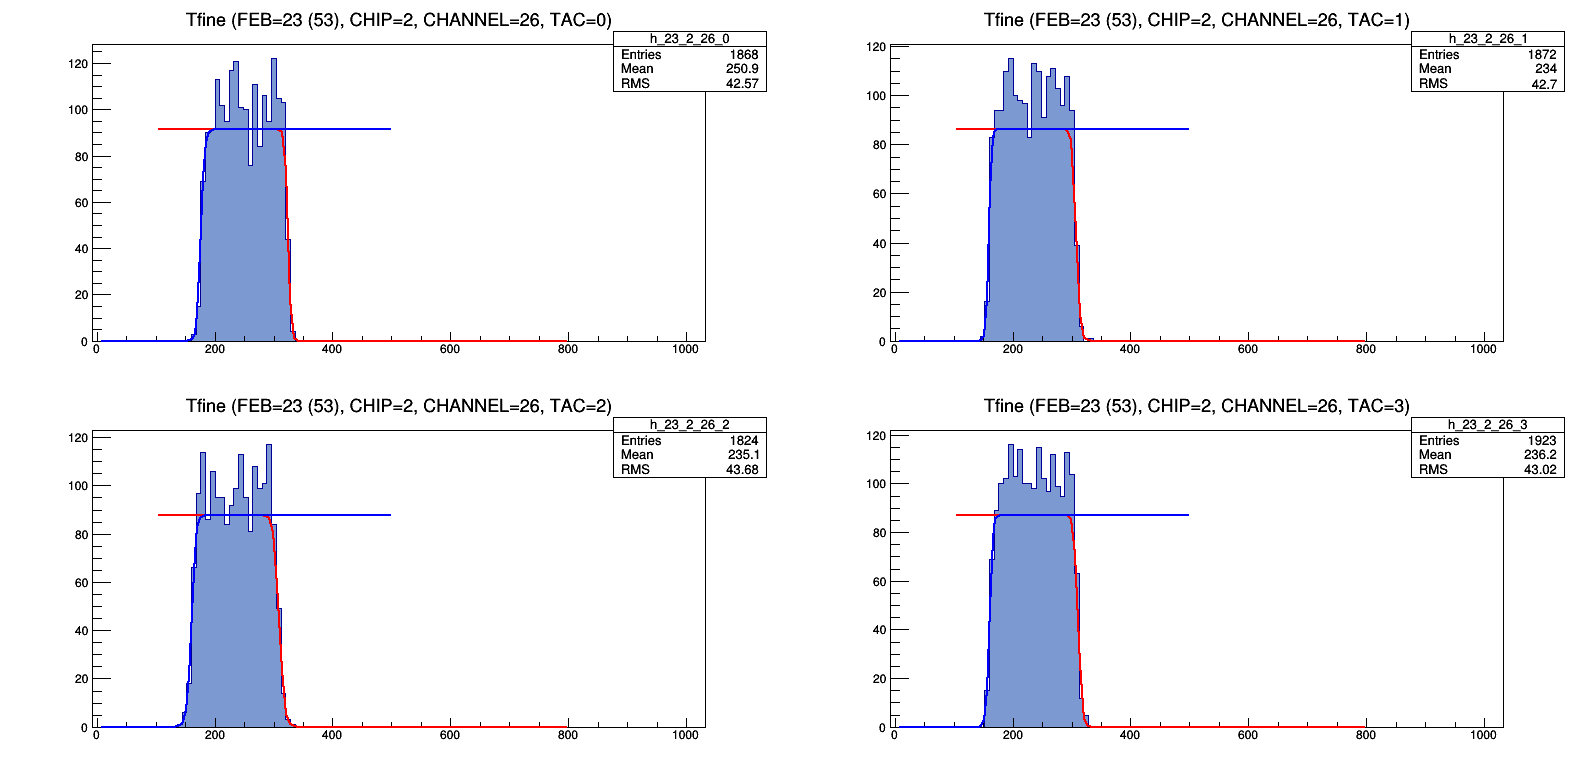 Tfine (FEB=23 (53), CHIP=2, CHANNEL=26, TAC=0)
h_23_2_26_0
Entries 1868
Mean 250.9
RMS 42.57
120
100
80
60
40
20
0
0 200 400 600 800 1000
Tfine (FEB=23 (53), CHIP=2, CHANNEL=26, TAC=1)
h_23_2_26_1
Entries 1872
Mean 234
RMS 42.7
120
100
80
60
40
20
0
0 200 400 600 800 1000
Tfine (FEB=23 (53), CHIP=2, CHANNEL=26, TAC=2)
h_23_2_26_2
Entries 1824
Mean 235.1
RMS 43.68
120
100
80
60
40
20
0
0 200 400 600 800 1000
Tfine (FEB=23 (53), CHIP=2, CHANNEL=26, TAC=3)
h_23_2_26_3
Entries 1923
Mean 236.2
RMS 43.02
120
100
80
60
40
20
0
0 200 400 600 800 1000